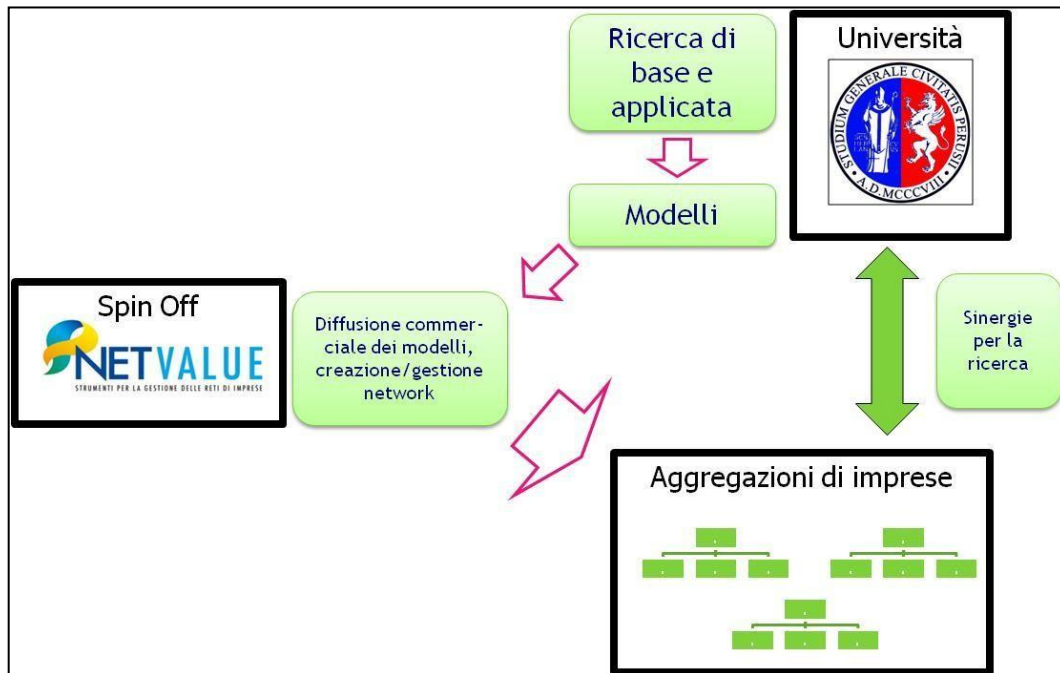 Ricerca di
base e
applicata
Università
STUDIUM GENERALE CIVITATIS PERUSII
A.D. MCCCVIII
Modelli
Spin Off
NETVALUE
STRUMENTI PER LA GESTIONE DELLE RETI DI IMPRESE
Diffusione commer-
ciale dei modelli,
creazione/gestione
network
Sinergie
per la
ricerca
Aggregazioni di imprese